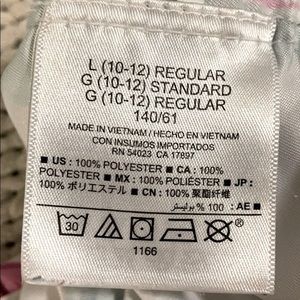 L (10-12) REGULAR
G (10-12) STANDARD
G (10-12) REGULAR
140/61
MADE IN VIETNAM / HECHO EN VIETNAM
CON INSUMOS IMPORTADOS
RN 54023 CA 17897
■ US : 100% POLYESTER ■ CA : 100%
POLYESTER ■ MX : 100% POLIÉSTER ■ JP :
100% ポリエステル ■ CN : 100% 聚酯纤维
■ AE : 100 % بوليستر
30
1166